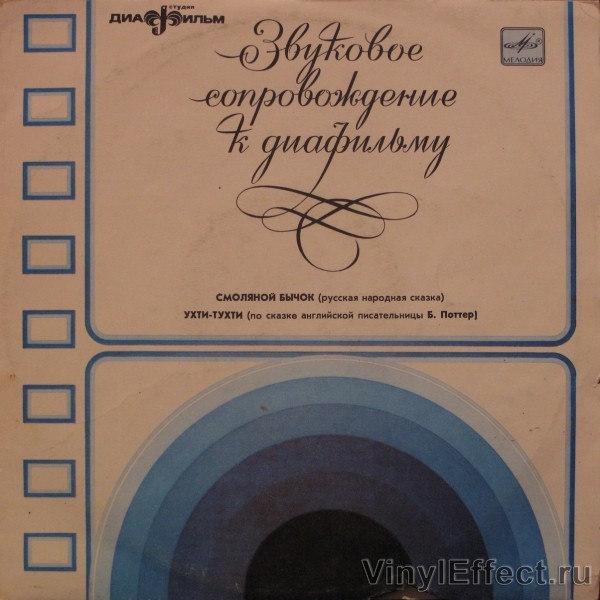 студия
ДИАФИЛЬМ
Звуковое
сопровождение
к диафильму
МЕЛОДИЯ
СМОЛЯНОЙ БЫЧОК (русская народная сказка)
УХТИ-ТУХТИ (по сказке английской писательницы Б. Поттер)
VinylEffect.ru